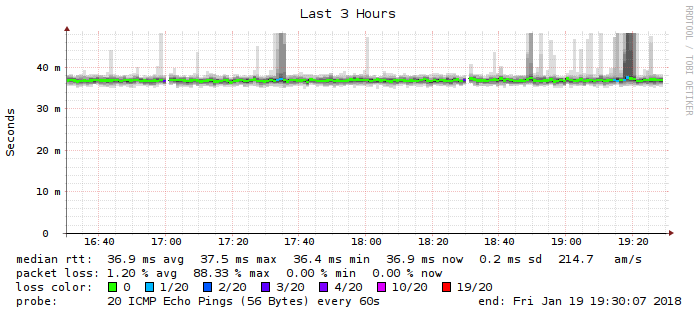 Last 3 Hours
RRDTOOL / TOBI OETIKER
Seconds
40 m
30 m
20 m
10 m
0
16:40 17:00 17:20 17:40 18:00 18:20 18:40 19:00 19:20
median rtt: 36.9 ms avg 37.5 ms max 36.4 ms min 36.9 ms now 0.2 ms sd 214.7 am/s
packet loss: 1.20 % avg 88.33 % max 0.00 % min 0.00 % now
loss color: 0 1/20 2/20 3/20 4/20 10/20 19/20
probe: 20 ICMP Echo Pings (56 Bytes) every 60s end: Fri Jan 19 19:30:07 2018